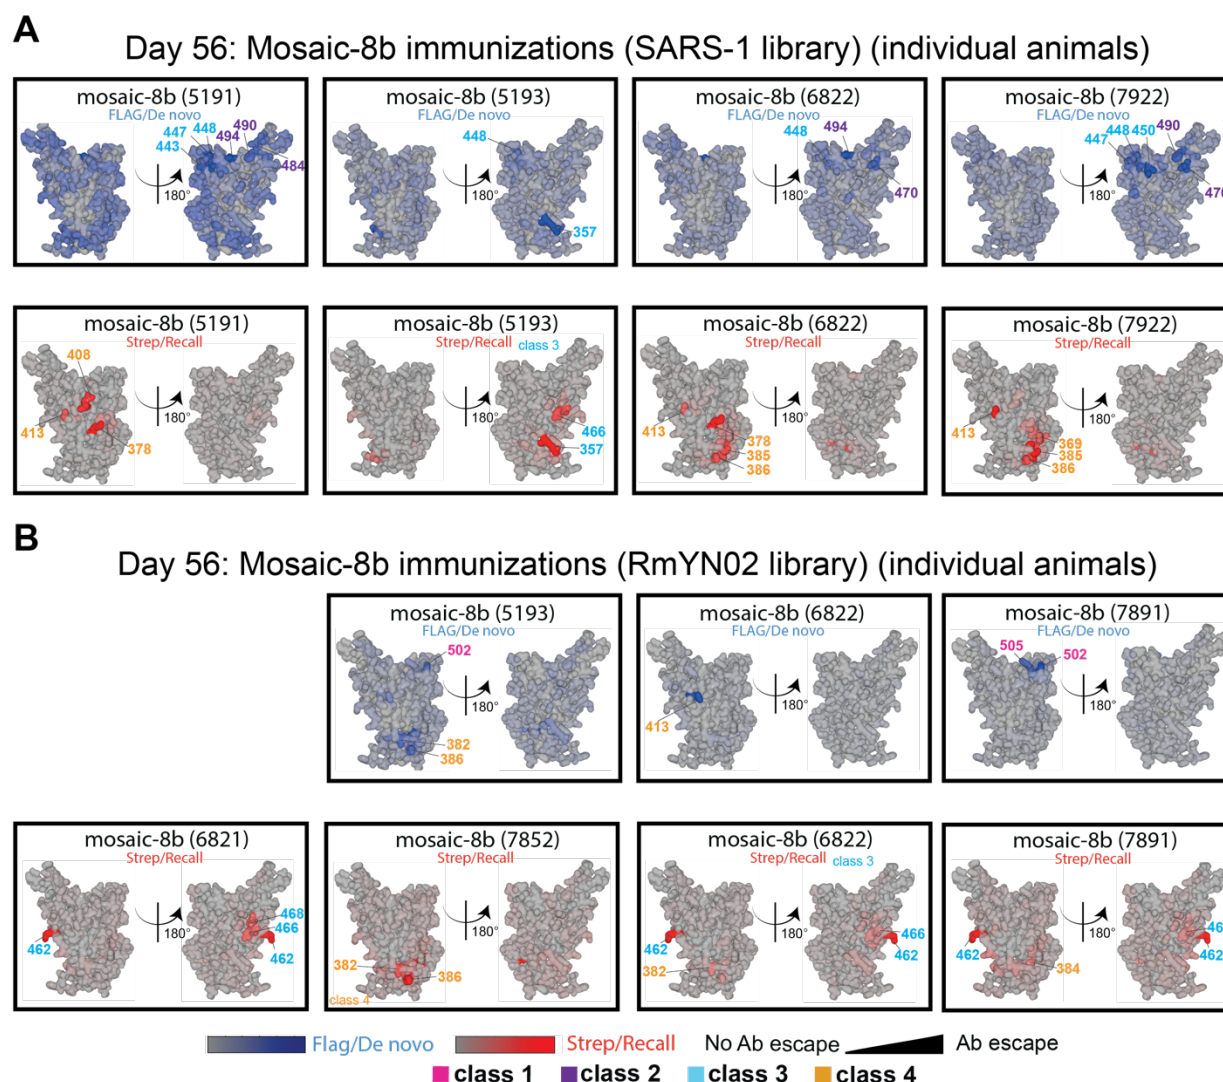 A
Day 56: Mosaic-8b immunizations (SARS-1 library) (individual animals)
mosaic-8b (5191)
FLAG/De novo
447
448
443
494
490
484
180°
mosaic-8b (5193)
FLAG/De novo
448
357
180°
mosaic-8b (6822)
FLAG/De novo
448
494
470
180°
mosaic-8b (7922)
FLAG/De novo
447
448
450
490
470
180°
mosaic-8b (5191)
Strep/Recall
408
413
378
180°
mosaic-8b (5193)
Strep/Recall class 3
466
357
180°
mosaic-8b (6822)
Strep/Recall
413
378
385
386
180°
mosaic-8b (7922)
Strep/Recall
413
369
385
386
180°
B
Day 56: Mosaic-8b immunizations (RmYN02 library) (individual animals)
mosaic-8b (5193)
FLAG/De novo
502
382
386
180°
mosaic-8b (6822)
FLAG/De novo
413
180°
mosaic-8b (7891)
FLAG/De novo
505
502
180°
mosaic-8b (6821)
Strep/Recall
462
468
466
462
180°
mosaic-8b (7852)
Strep/Recall
382
386
class 4
180°
mosaic-8b (6822)
Strep/Recall class 3
462
382
466
462
180°
mosaic-8b (7891)
Strep/Recall
462
384
462
180°
Flag/De novo
Strep/Recall
No Ab escape
Ab escape
class 1
class 2
class 3
class 4